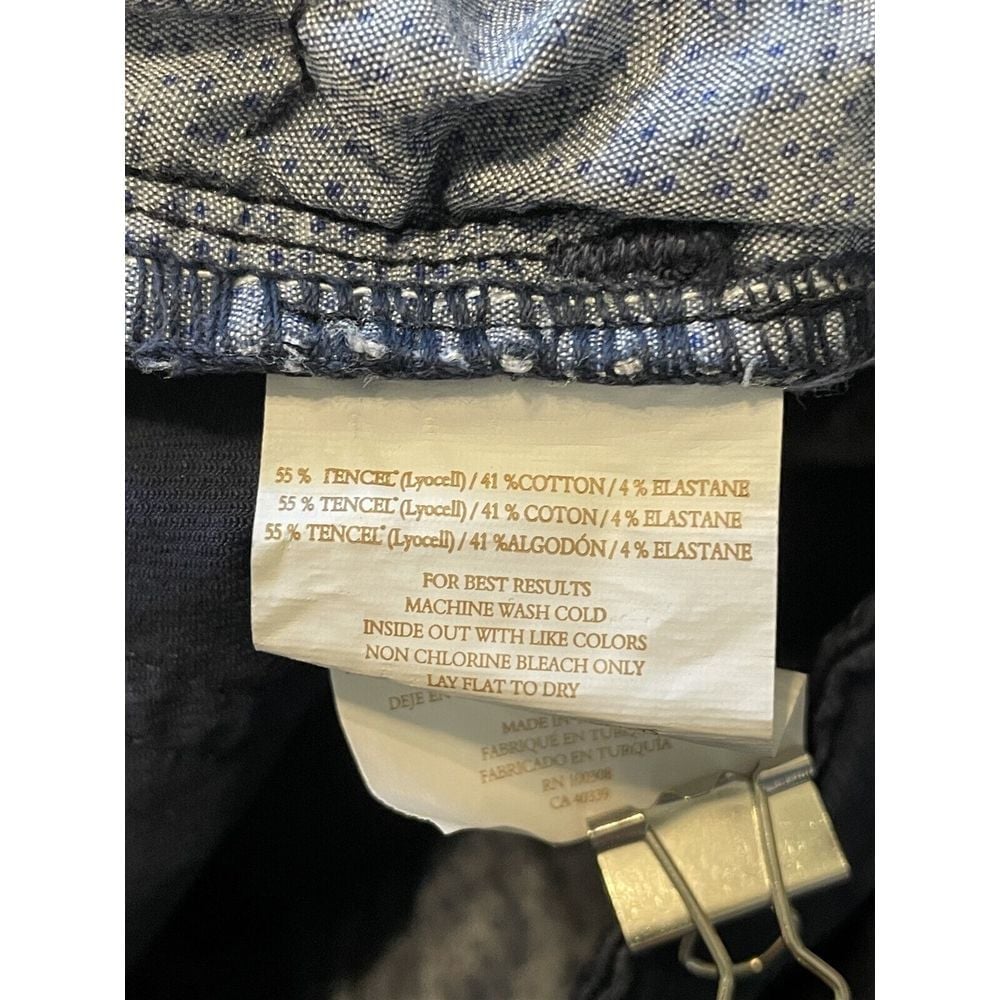 55 % TENCEL® (Lyocell) / 41 %COTTON / 4 % ELASTANE
55 % TENCEL® (Lyocell) / 41 % COTON / 4 % ELASTANE
55 % TENCEL® (Lyocell) / 41 %ALGODÓN / 4 % ELASTANE
FOR BEST RESULTS
MACHINE WASH COLD
INSIDE OUT WITH LIKE COLORS
NON CHLORINE BLEACH ONLY
LAY FLAT TO DRY
DEJE
MADE IN
FABRIQUÉ EN
FABRICADO EN TURQUÍA
RN 100308
CA 40339